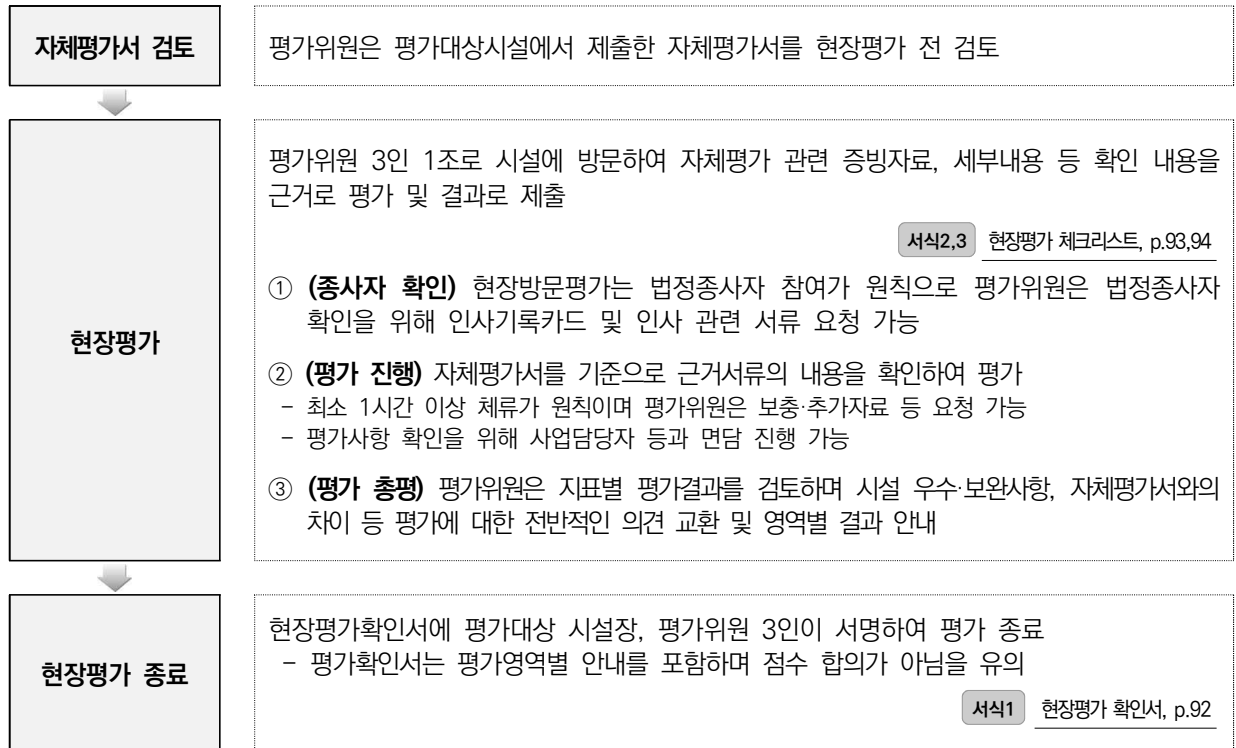 자체평가서 검토
평가위원은 평가대상시설에서 제출한 자체평가서를 현장평가 전 검토
현장평가
평가위원 3인 1조로 시설에 방문하여 자체평가 관련 증빙자료, 세부내용 등 확인 내용을
근거로 평가 및 결과로 제출
서식2,3 현장평가 체크리스트, p.93,94
① (종사자 확인) 현장방문평가는 법정종사자 참여가 원칙으로 평가위원은 법정종사자
확인을 위해 인사기록카드 및 인사 관련 서류 요청 가능
② (평가 진행) 자체평가서를 기준으로 근거서류의 내용을 확인하여 평가
- 최소 1시간 이상 체류가 원칙이며 평가위원은 보충·추가자료 등 요청 가능
- 평가사항 확인을 위해 사업담당자 등과 면담 진행 가능
③ (평가 총평) 평가위원은 지표별 평가결과를 검토하며 시설 우수·보완사항, 자체평가서와의
차이 등 평가에 대한 전반적인 의견 교환 및 영역별 결과 안내
현장평가 종료
현장평가확인서에 평가대상 시설장, 평가위원 3인이 서명하여 평가 종료
- 평가확인서는 평가영역별 안내를 포함하며 점수 합의가 아님을 유의
서식1 현장평가 확인서, p.92